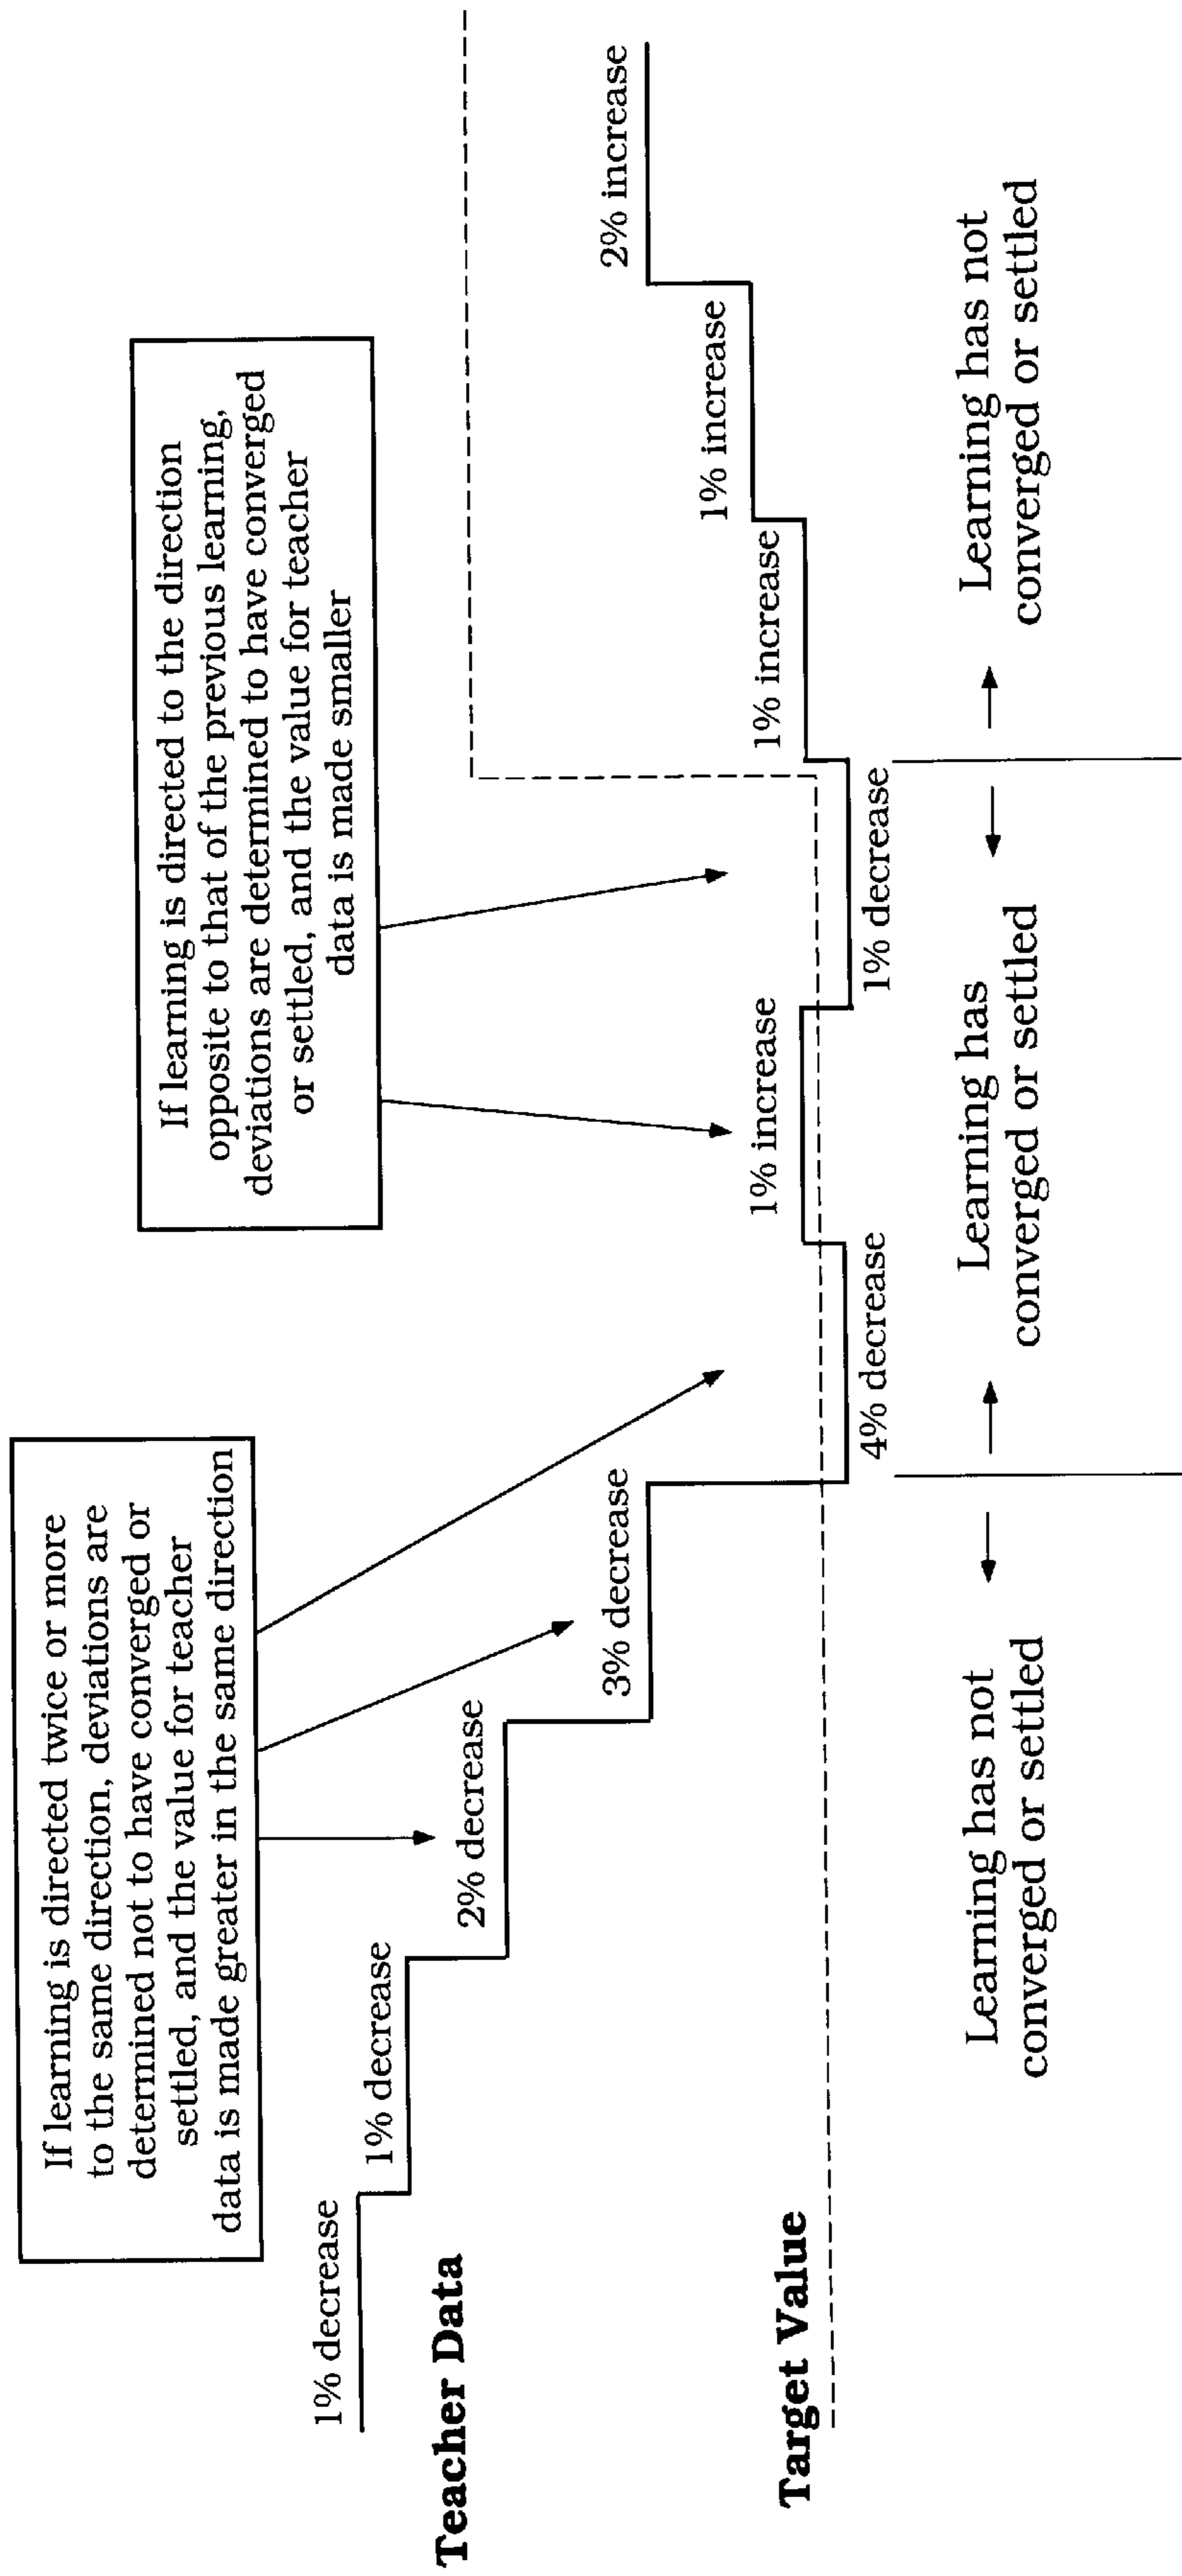 If learning is directed twice or more
to the same direction, deviations are
determined not to have converged or
settled, and the value for teacher
data is made greater in the same direction
If learning is directed to the direction
opposite to that of the previous learning,
deviations are determined to have converged
or settled, and the value for teacher
data is made smaller
1% decrease
1% decrease
2% decrease
3% decrease
4% decrease
1% increase
1% decrease
1% increase
1% increase
2% increase
Teacher Data
Target Value
Learning has not
converged or settled
Learning has
converged or settled
Learning has not
converged or settled